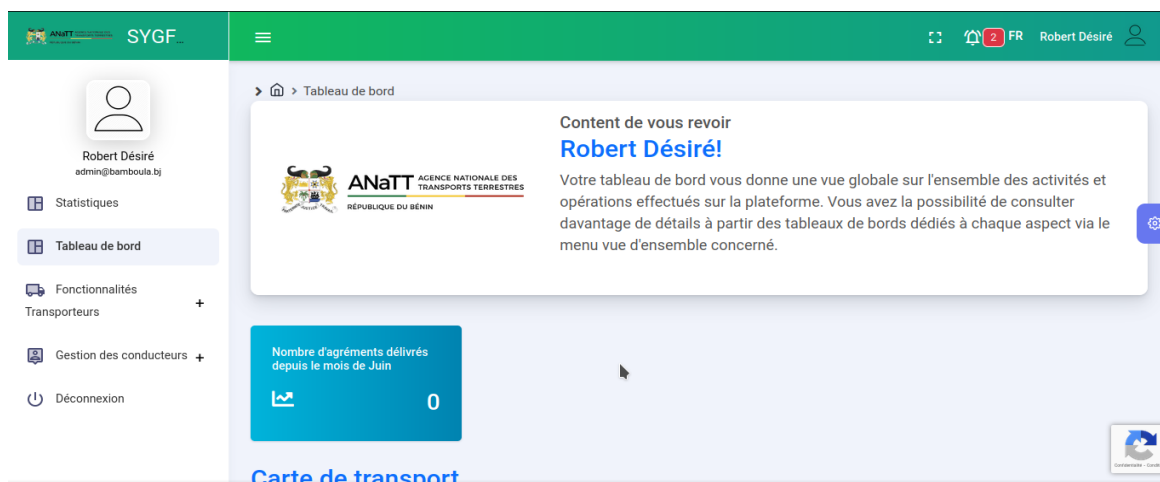 ANaTT
SYGF...
2 FR Robert Désiré
Robert Désiré
admin@bamboula.bj
Statistiques
Tableau de bord
Fonctionnalités
Transporteurs +
Gestion des conducteurs +
Déconnexion
> > Tableau de bord
Content de vous revoir
Robert Désiré!
ANaTT AGENCE NATIONALE DES
TRANSPORTS TERRESTRES
RÉPUBLIQUE DU BÉNIN
Votre tableau de bord vous donne une vue globale sur l'ensemble des activités et
opérations effectués sur la plateforme. Vous avez la possibilité de consulter
davantage de détails à partir des tableaux de bords dédiés à chaque aspect via le
menu vue d'ensemble concerné.
Nombre d'agréments délivrés
depuis le mois de Juin
0
Carte de transport